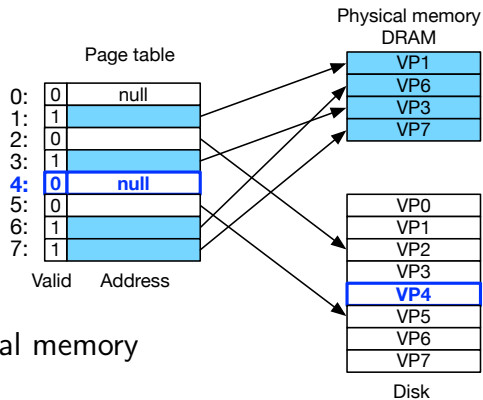 Physical memory
DRAM
VP1
VP6
VP3
VP7
Page table
0: 0 null
1: 1
2: 0
3: 1
4: 0 null
5: 0
6: 1
7: 1
Valid Address
VP0
VP1
VP2
VP3
VP4
VP5
VP6
VP7
Disk
al memory